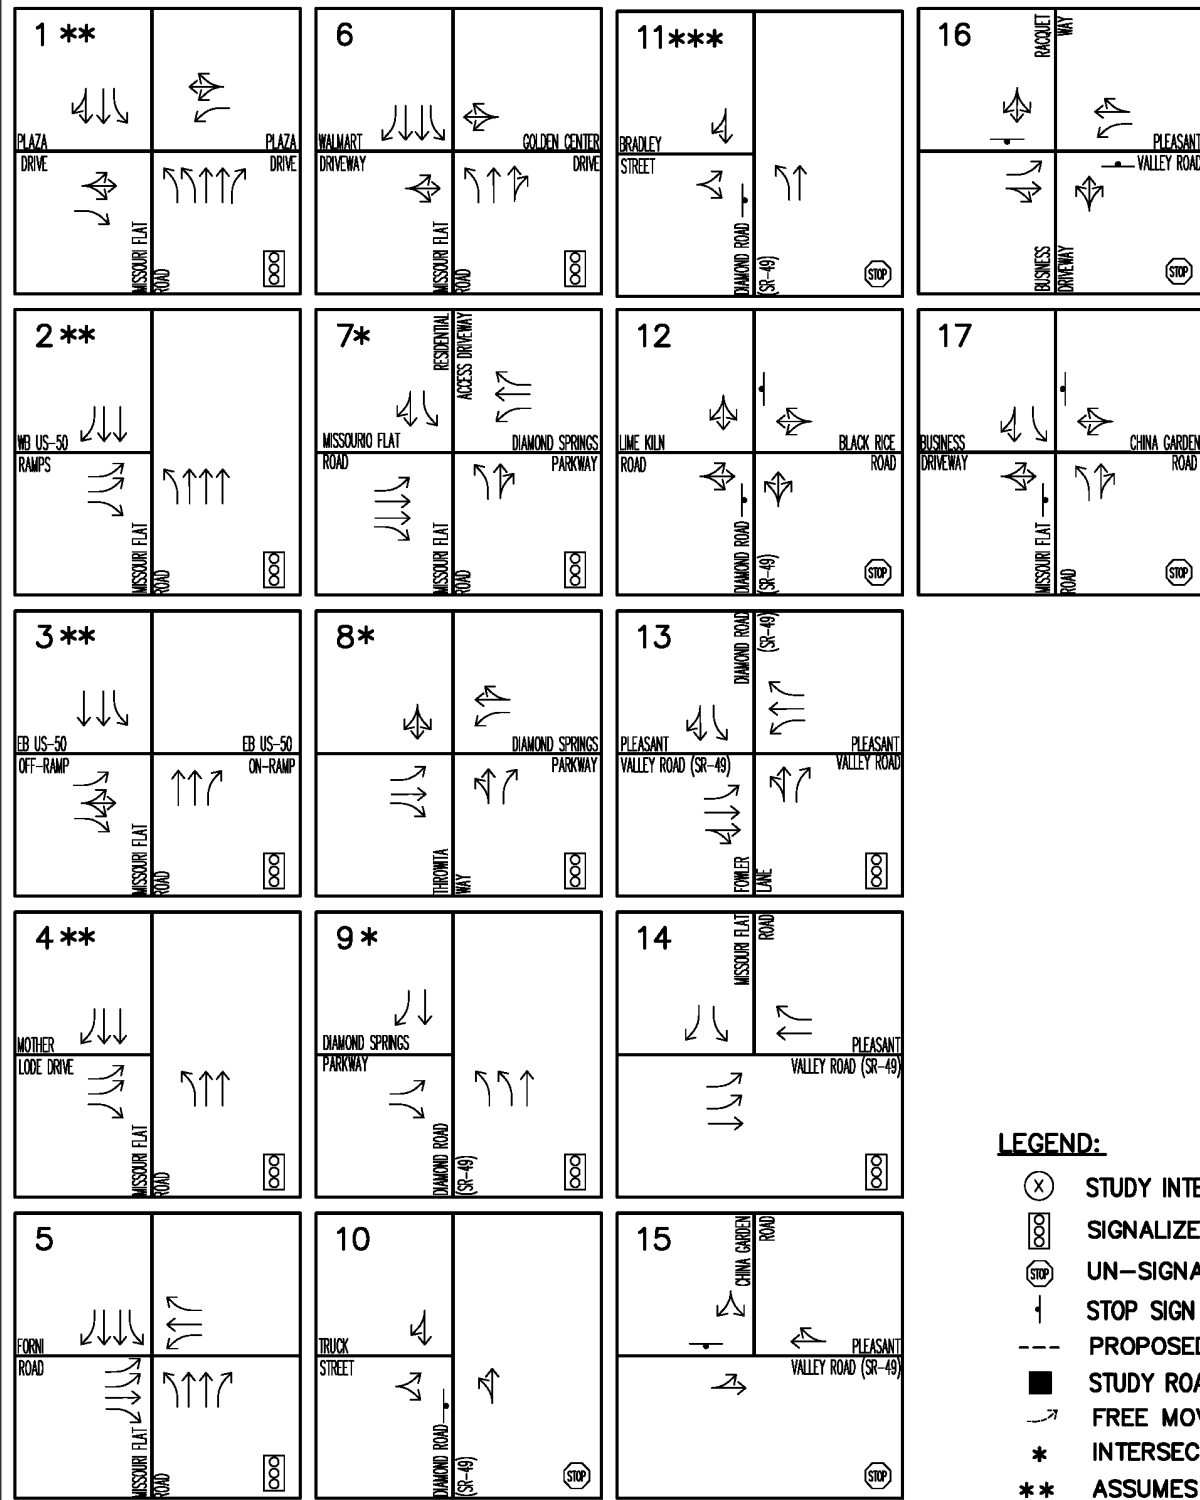 1 **
PLAZA
DRIVE
PLAZA
DRIVE
MISSOURI FLAT
ROAD
2 **
WB US-50
RAMPS
MISSOURI FLAT
ROAD
3 **
EB US-50
OFF-RAMP
EB US-50
ON-RAMP
MISSOURI FLAT
ROAD
4 **
MOTHER
LODE DRIVE
MISSOURI FLAT
ROAD
5
FORNI
ROAD
MISSOURI FLAT
ROAD
6
WALMART
DRIVEWAY
GOLDEN CENTER
DRIVE
MISSOURI FLAT
ROAD
7*
RESIDENTIAL
ACCESS DRIVEWAY
MISSOURIO FLAT
ROAD
DIAMOND SPRINGS
PARKWAY
MISSOURI FLAT
ROAD
8*
DIAMOND SPRINGS
PARKWAY
THROWITA
WAY
9 *
DIAMOND SPRINGS
PARKWAY
DIAMOND ROAD
(SR-49)
10
TRUCK
STREET
DIAMOND ROAD
(SR-49)
STOP
11***
BRADLEY
STREET
DIAMOND ROAD
(SR-49)
STOP
12
LIME KILN
ROAD
BLACK RICE
ROAD
DIAMOND ROAD
(SR-49)
STOP
13
DIAMOND ROAD
(SR-49)
PLEASANT
VALLEY ROAD (SR-49)
PLEASANT
VALLEY ROAD
FOWLER
LANE
14
MISSOURI FLAT
ROAD
PLEASANT
VALLEY ROAD (SR-49)
15
CHINA GARDEN
ROAD
PLEASANT
VALLEY ROAD (SR-49)
STOP
16
RACQUET
WAY
PLEASANT
VALLEY ROAD
BUSINESS
DRIVEWAY
STOP
17
BUSINESS
DRIVEWAY
CHINA GARDEN
ROAD
MISSOURI FLAT
ROAD
STOP
LEGEND:
X STUDY INTE
SIGNALIZE
STOP UN-SIGNA
STOP SIGN
PROPOSED
STUDY ROA
FREE MOV
* INTERSEC
** ASSUMES